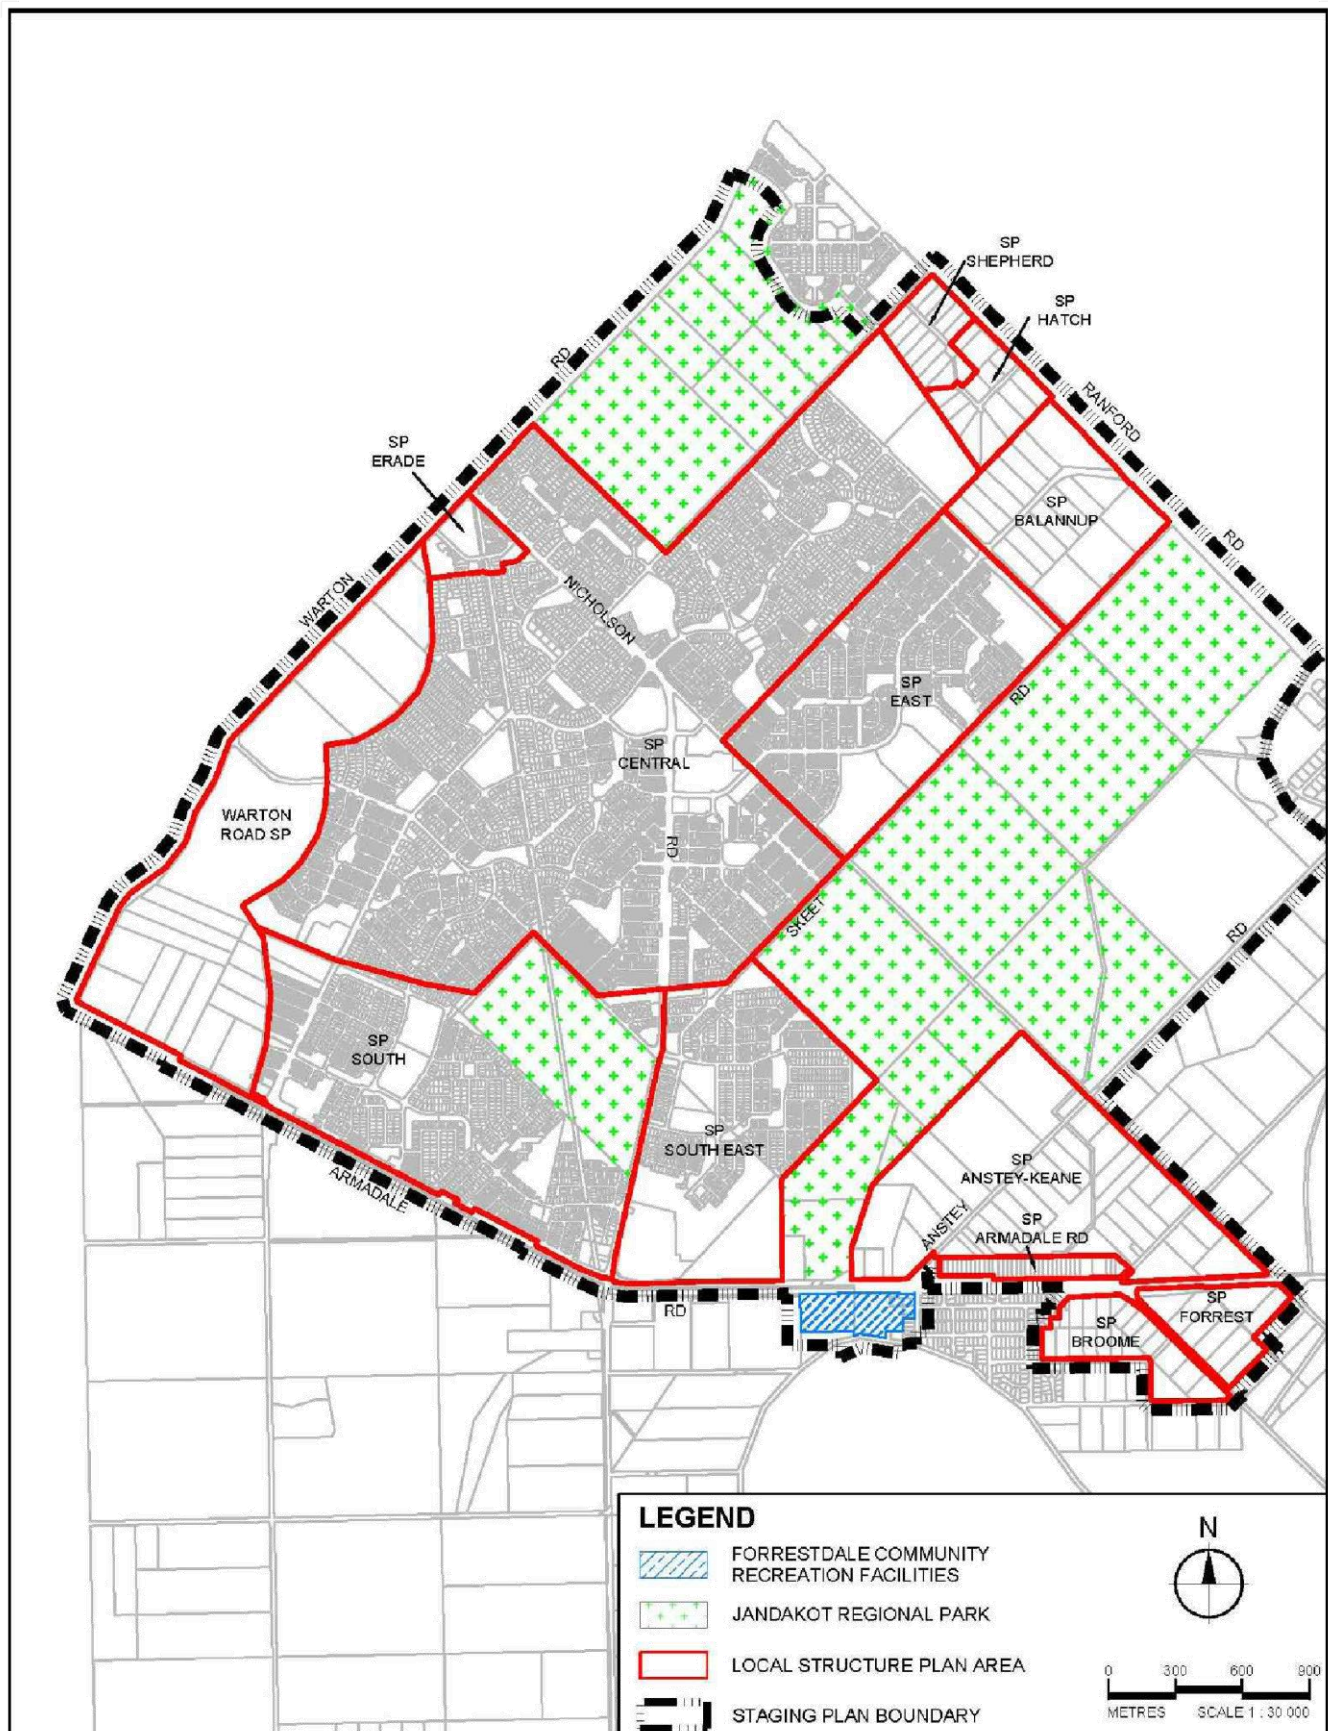 SP
SHEPHERD
SP
HATCH
RD
RANFORD
SP
ERADE
SP
BALANNUP
RD
NICHOLSON
WARTON
SP
EAST
RD
SP
CENTRAL
WARTON
ROAD SP
RD
SKEET
RD
SP
SOUTH
SP
SOUTH EAST
SP
ANSTEY-KEANE
ARMADALE
ANSTEY
SP
ARMADALE RD
RD
SP
FORREST
SP
BROOME
LEGEND
FORRESTDALE COMMUNITY
RECREATION FACILITIES
JANDAKOT REGIONAL PARK
LOCAL STRUCTURE PLAN AREA
STAGING PLAN BOUNDARY
N
0 300 600 900
METRES SCALE 1 : 30 000